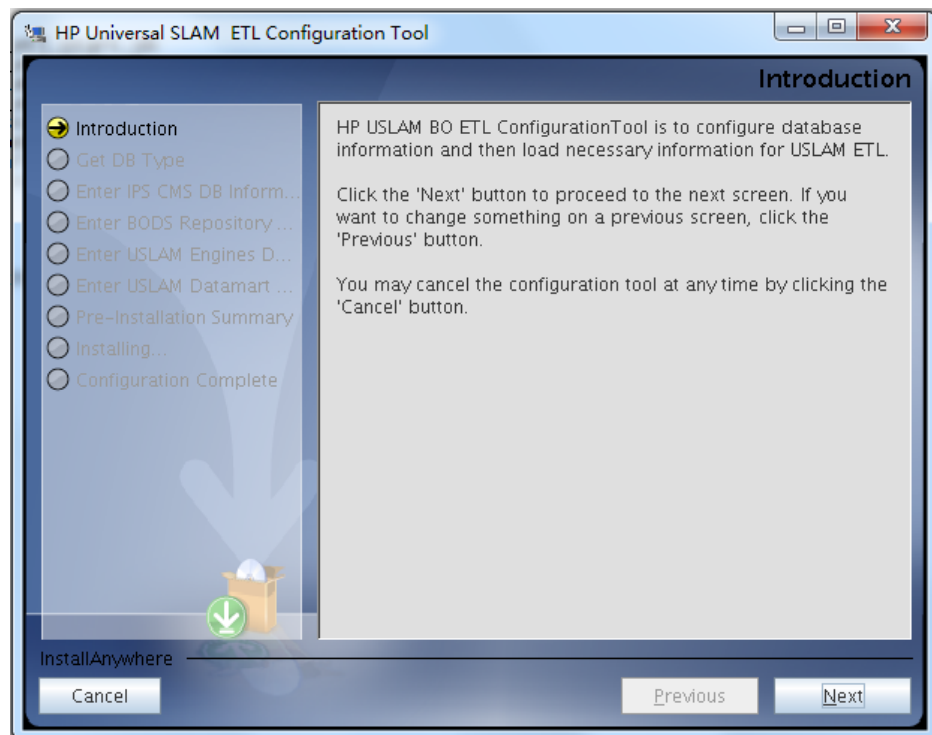 HP Universal SLAM  ETL Configuration Tool
Introduction
Introduction
Get DB Type
Enter IPS CMS DB Inform...
Enter BODS Repository ...
Enter USLAM Engines D...
Enter USLAM Datamart ...
Pre-Installation Summary
Installing...
Configuration Complete
HP USLAM BO ETL ConfigurationTool is to configure database
information and then load necessary information for USLAM ETL.
Click the 'Next' button to proceed to the next screen. If you
want to change something on a previous screen, click the
'Previous' button.
You may cancel the configuration tool at any time by clicking the
'Cancel' button.
InstallAnywhere
Cancel
Previous
Next